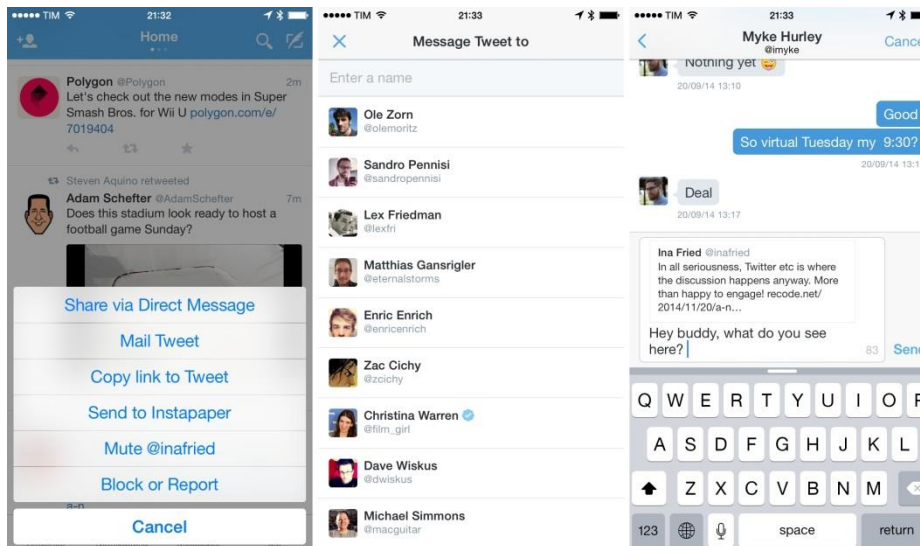 TIM 21:32
Home
Polygon @Polygon 2m
Let's check out the new modes in Super
Smash Bros. for Wii U polygon.com/e/
7019404
Steven Aquino retweeted
Adam Schefter @AdamSchefter 7m
Does this stadium look ready to host a
football game Sunday?
Share via Direct Message
Mail Tweet
Copy link to Tweet
Send to Instapaper
Mute @inafried
Block or Report
a-n
Cancel
TIM 21:33
Message Tweet to
Enter a name
Ole Zorn
@olemoritz
Sandro Pennisi
@sandropennisi
Lex Friedman
@lexfri
Matthias Gansrigler
@eternalstorms
Enric Enrich
@enricenrich
Zac Cichy
@zcichy
Christina Warren
@film_girl
Dave Wiskus
@dwiskus
Michael Simmons
@macguitar
TIM 21:33
Myke Hurley
@imyke
Cance
Nothing yet
20/09/14 13:10
Good
So virtual Tuesday my 9:30?
20/09/14 13:1
Deal
20/09/14 13:17
Ina Fried @inafried
In all seriousness, Twitter etc is where
the discussion happens anyway. More
than happy to engage! recode.net/
2014/11/20/a-n...
Hey buddy, what do you see
here?
83 Send
Q W E R T Y U I O P
A S D F G H J K L
Z X C V B N M
123 space return